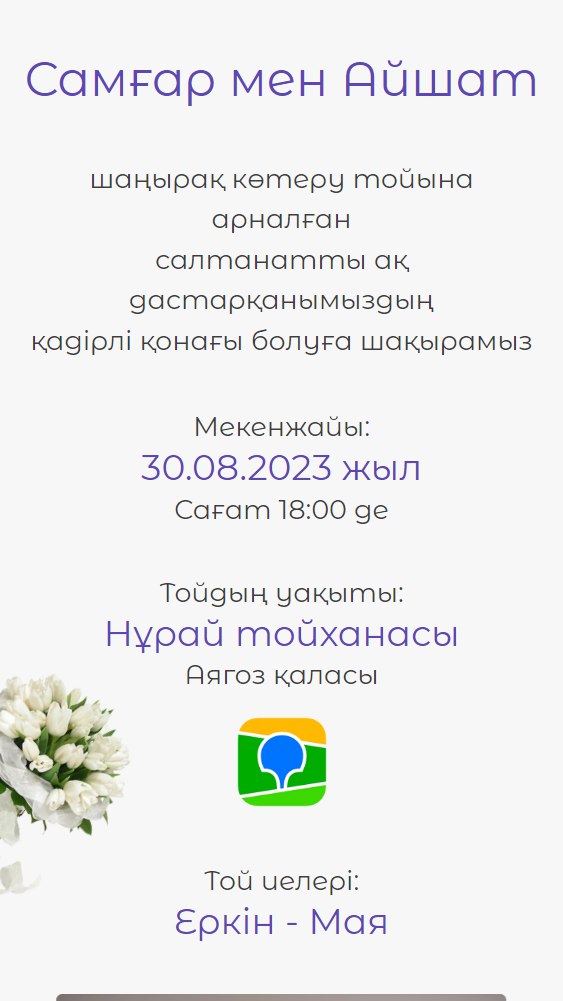 Самғар мен Айшат
шаңырақ көтеру тойына
арналған
салтанатты ақ
дастарқанымыздың
қадірлі қонағы болуға шақырамыз
Мекенжайы:
30.08.2023 жыл
Сағат 18:00 де
Тойдың уақыты:
Нұрай тойханасы
Аягоз қаласы
Той иелері:
Еркін - Мая